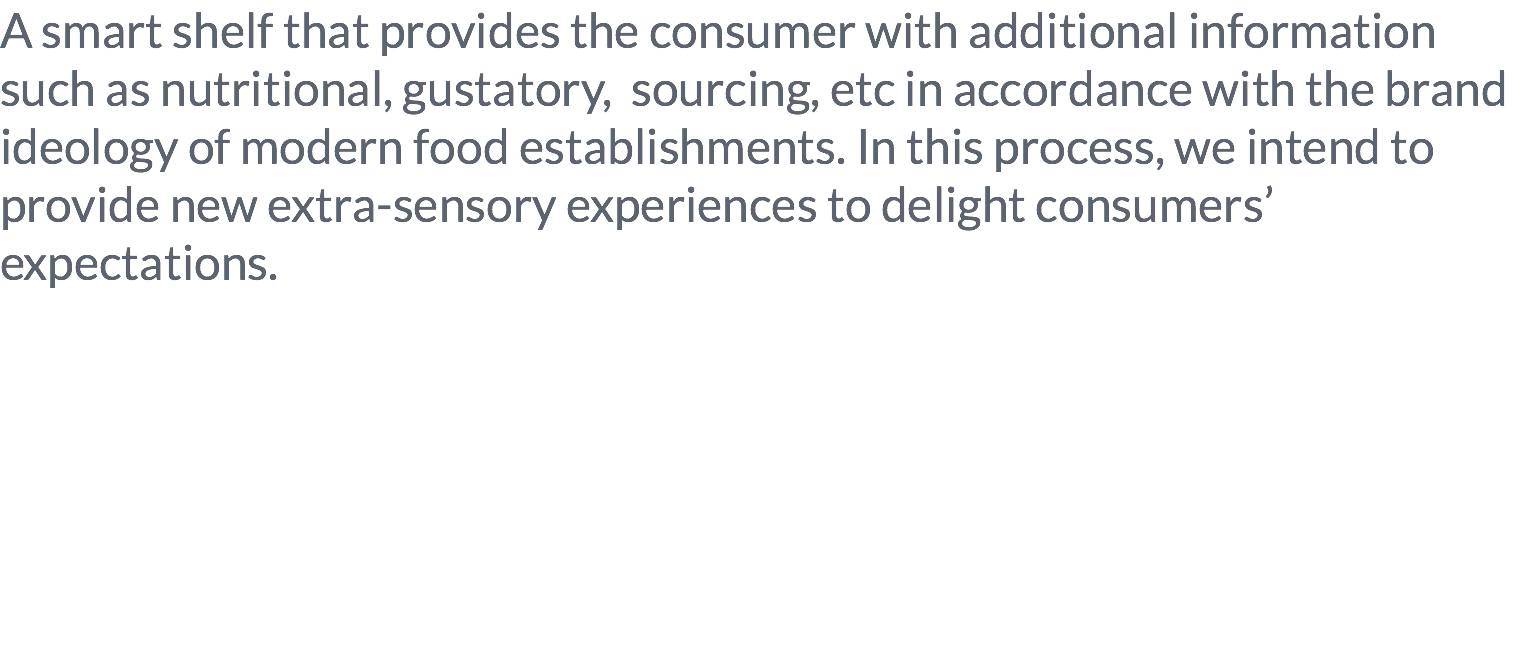 A smart shelf that provides the consumer with additional information
such as nutritional, gustatory,  sourcing, etc in accordance with the brand
ideology of modern food establishments. In this process, we intend to
provide new extra-sensory experiences to delight consumers’
expectations.